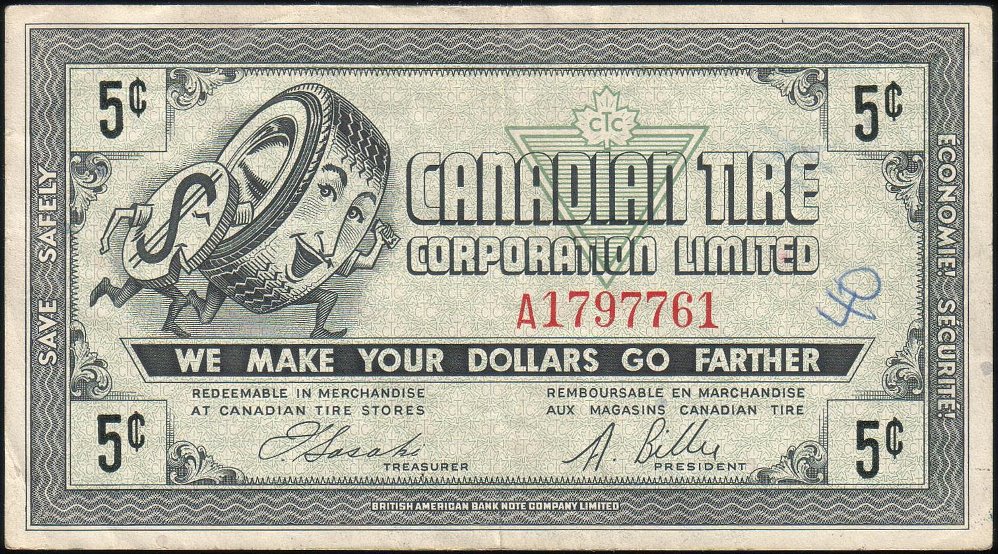 5¢
5¢
SAVE SAFELY
ÉCONOMIE! SÉCURITÉ!
$
CTC
CANADIAN TIRE
CORPORATION LIMITED
A1797761
40
WE MAKE YOUR DOLLARS GO FARTHER
REDEEMABLE IN MERCHANDISE
AT CANADIAN TIRE STORES
REMBOURSABLE EN MARCHANDISE
AUX MAGASINS CANADIAN TIRE
5¢
5¢
J. Sasaki
TREASURER
A. Billes
PRESIDENT
BRITISH AMERICAN BANK NOTE COMPANY LIMITED